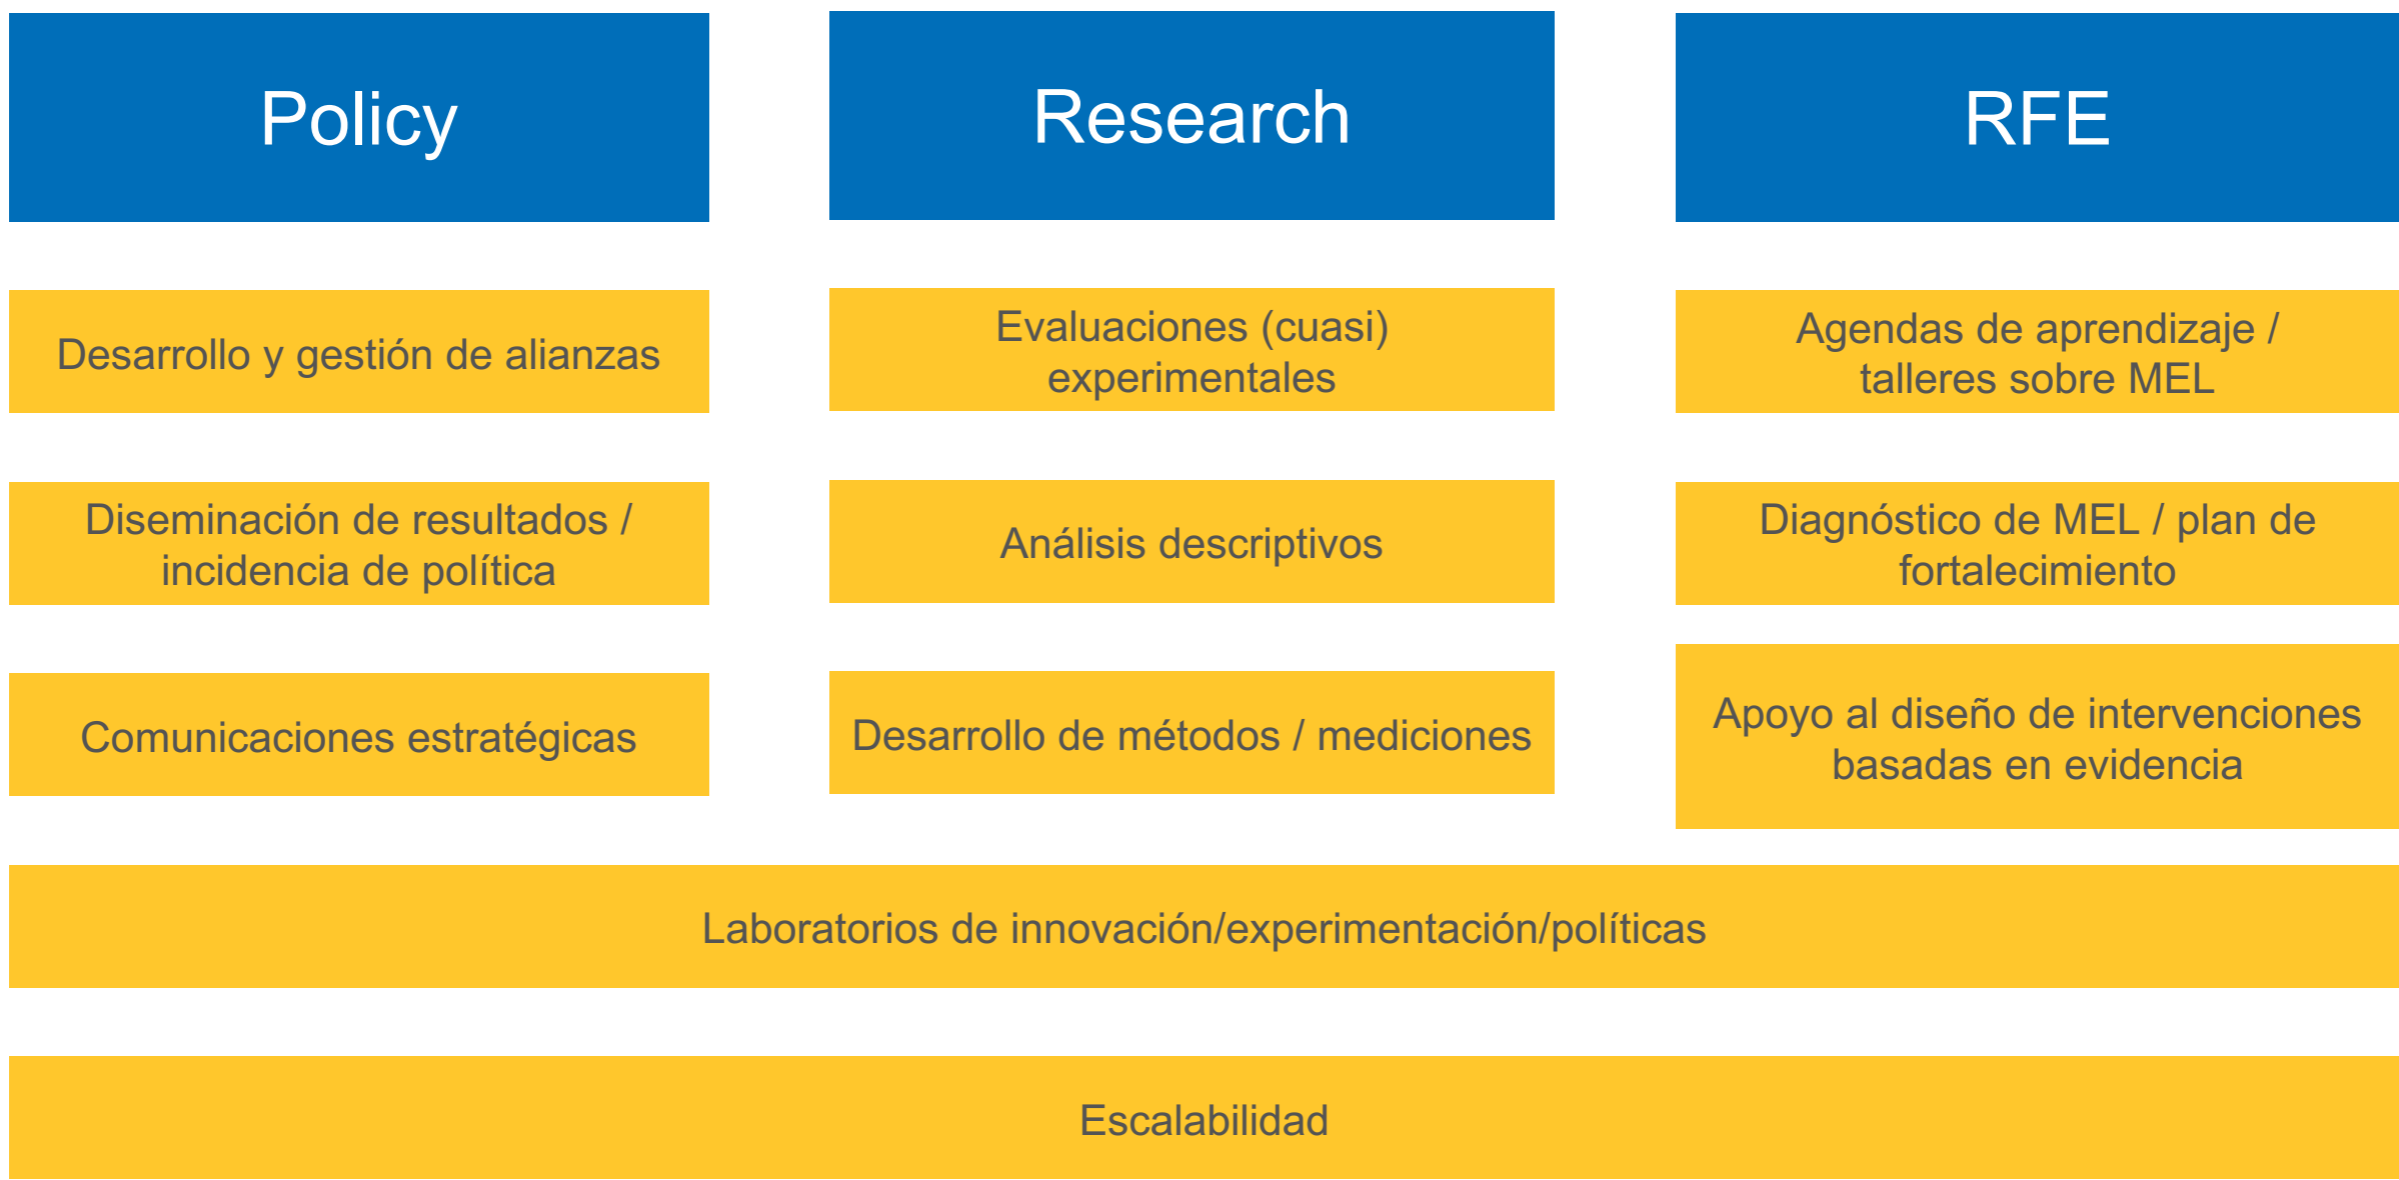 Policy
Research
RFE
Desarrollo y gestión de alianzas
Evaluaciones (cuasi)
experimentales
Agendas de aprendizaje /
talleres sobre MEL
Diseminación de resultados /
incidencia de política
Análisis descriptivos
Diagnóstico de MEL / plan de
fortalecimiento
Comunicaciones estratégicas
Desarrollo de métodos / mediciones
Apoyo al diseño de intervenciones
basadas en evidencia
Laboratorios de innovación/experimentación/políticas
Escalabilidad